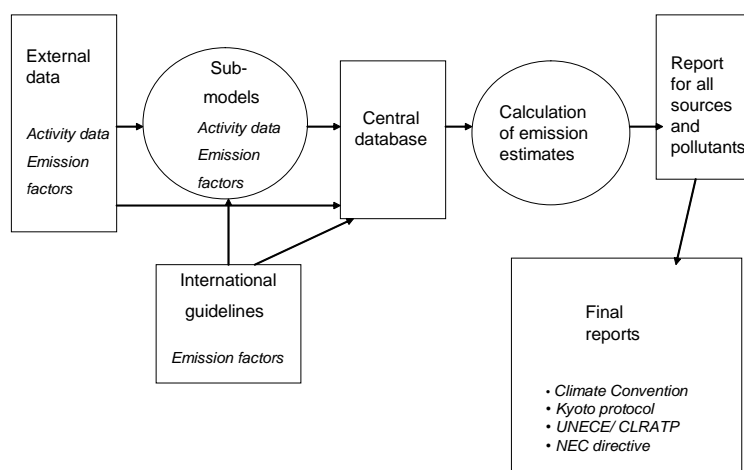 External
data
Activity data
Emission
factors
Sub-
models
Activity data
Emission
factors
Central
database
Calculation
of emission
estimates
Report
for all
sources
and
pollutants
International
guidelines
Emission factors
Final
reports
• Climate Convention
• Kyoto protocol
• UNECE/ CLRATP
• NEC directive